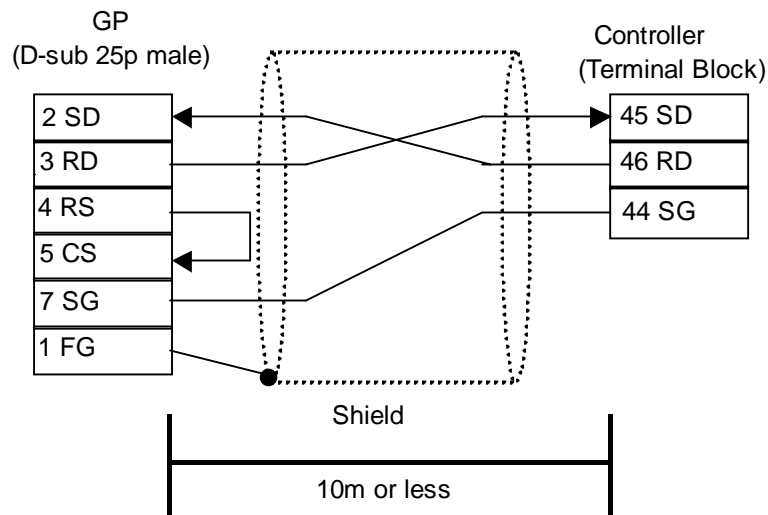 GP
(D-sub 25p male)
Controller
(Terminal Block)
2 SD
3 RD
4 RS
5 CS
7 SG
1 FG
45 SD
46 RD
44 SG
Shield
10m or less